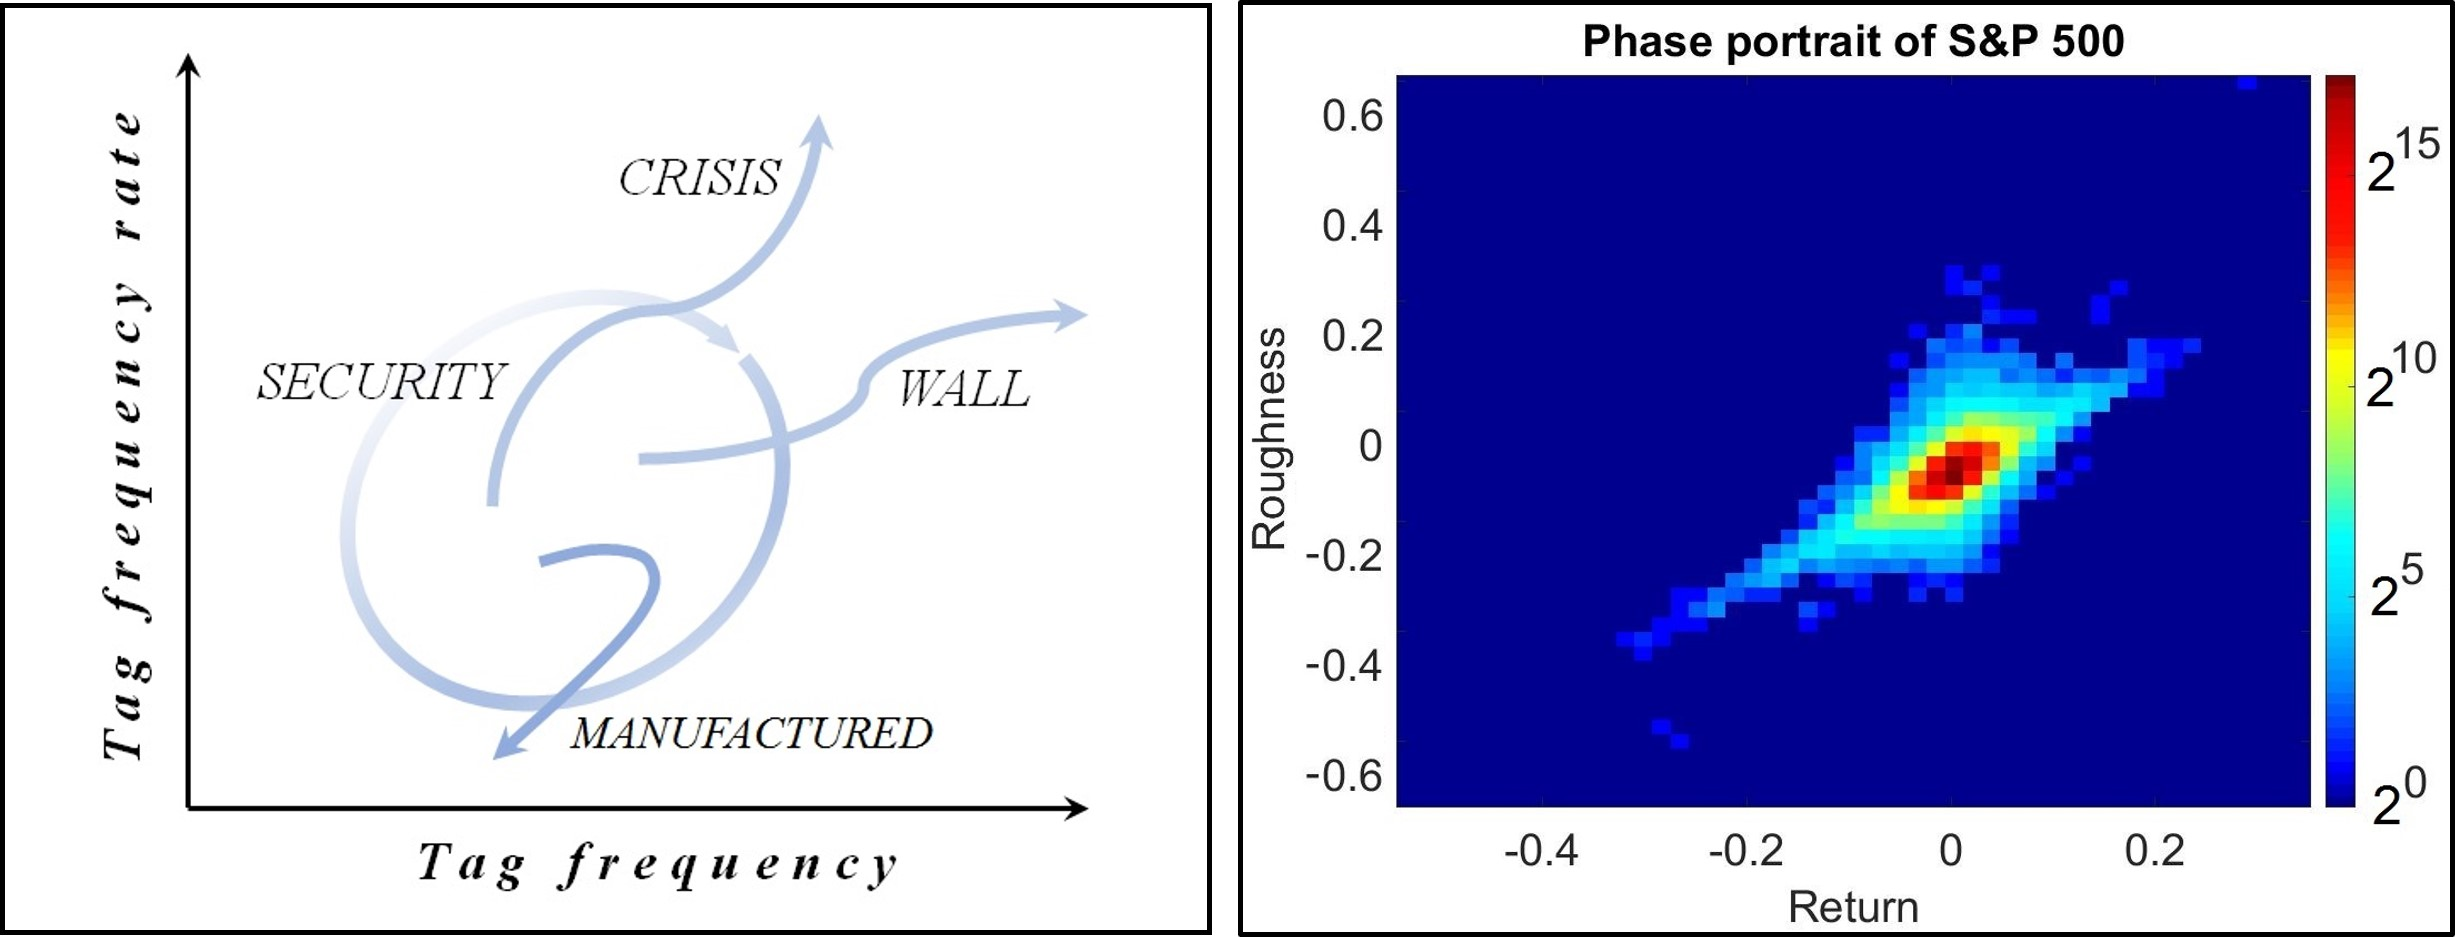 Tag frequency rate
CRISIS
SECURITY
WALL
MANUFACTURED
Tag frequency
Phase portrait of S&P 500
Roughness
0.6
0.4
0.2
0
-0.2
-0.4
-0.6
-0.4
-0.2
0
0.2
Return
2^15
2^10
2^5
2^0